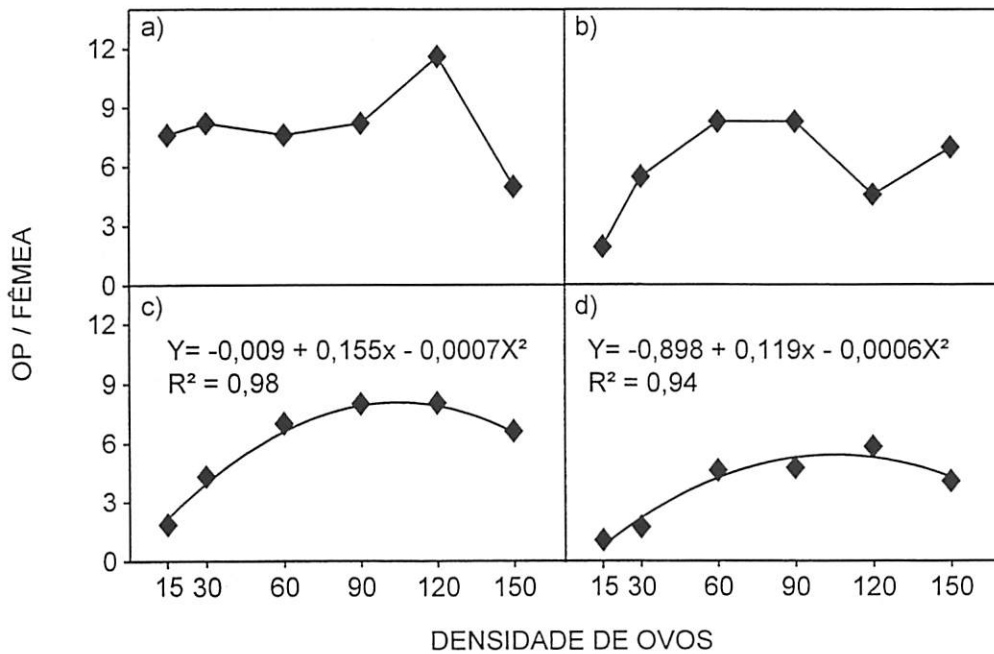 a)
b)
12
9
6
3
0
c)
Y= -0,009 + 0,155x - 0,0007X²
R² = 0,98
d)
Y= -0,898 + 0,119x - 0,0006X²
R² = 0,94
12
9
6
3
0
OP / FÊMEA
15 30 60 90 120 150
15 30 60 90 120 150
DENSIDADE DE OVOS